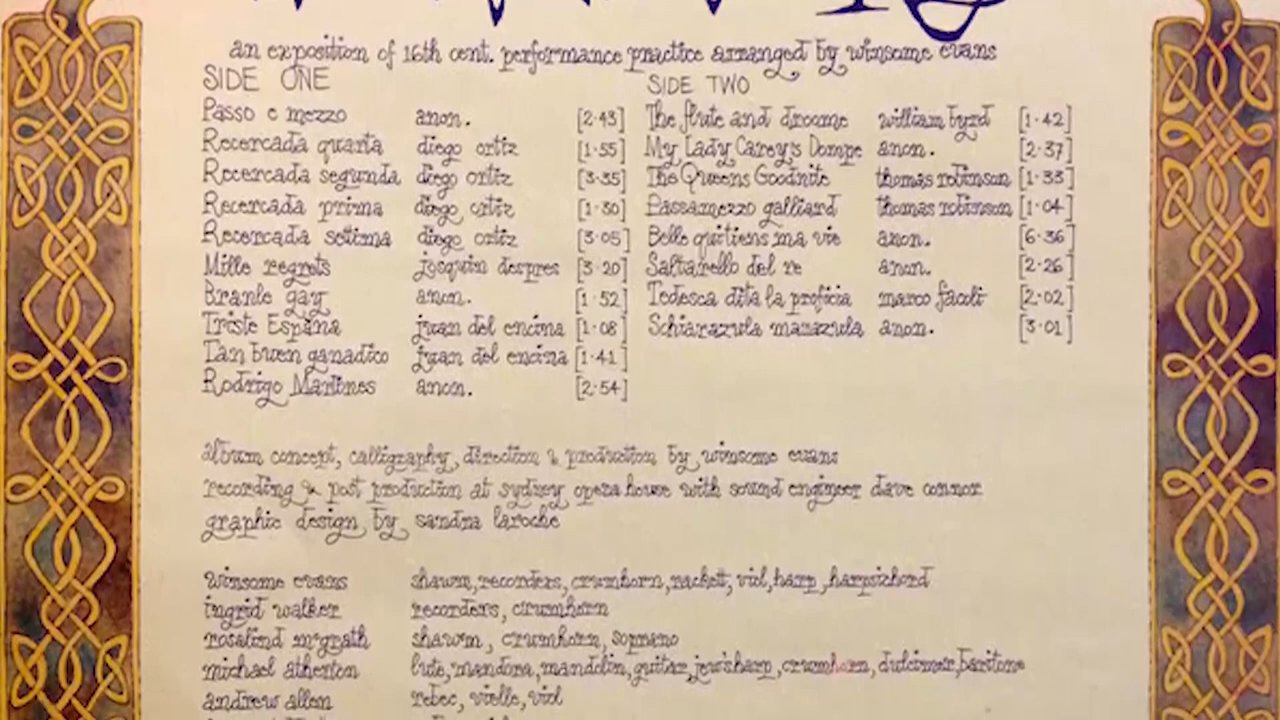 an exposition of 16th cent. performance practice arranged by winsome evans
SIDE ONE
Passo e mezzo anon. [2·43]
Recercada quarta diego ortiz [1·55]
Recercada segunda diego ortiz [3·35]
Recercada prima diego ortiz [1·30]
Recercada settima diego ortiz [3·05]
Mille regrets josquin despres [3·20]
Branle gay anon. [1·52]
Triste España juan del encina [1·08]
Tan buen ganadico juan del encina [1·41]
Rodrigo Martines anon. [2·54]
SIDE TWO
The flute and droome william byrd [1·42]
My Lady Carey's Dompe anon. [2·37]
The Queens Goodnite thomas robinson [1·33]
Passamezzo galliard thomas robinson [1·04]
Belle qui tiens ma vie anon. [6·36]
Saltarello del re anon. [2·26]
Tedesca dita la proficia marco facoli [2·02]
Schiarazula marazula anon. [3·01]
album concept, calligraphy, direction & production by winsome evans
recording & post production at sydney opera house with sound engineer dave connor
graphic design by sandra laroche
winsome evans shawm, recorders, crumhorn, rackett, viol, harp, harpsichord
ingrid walker recorders, crumhorn
rosalind mcgrath shawm, crumhorn, soprano
michael atherton lute, mandora, mandolin, guitar, jew's harp, crumhorn, dulcimer, baritone
andrew allen rebec, vielle, viol